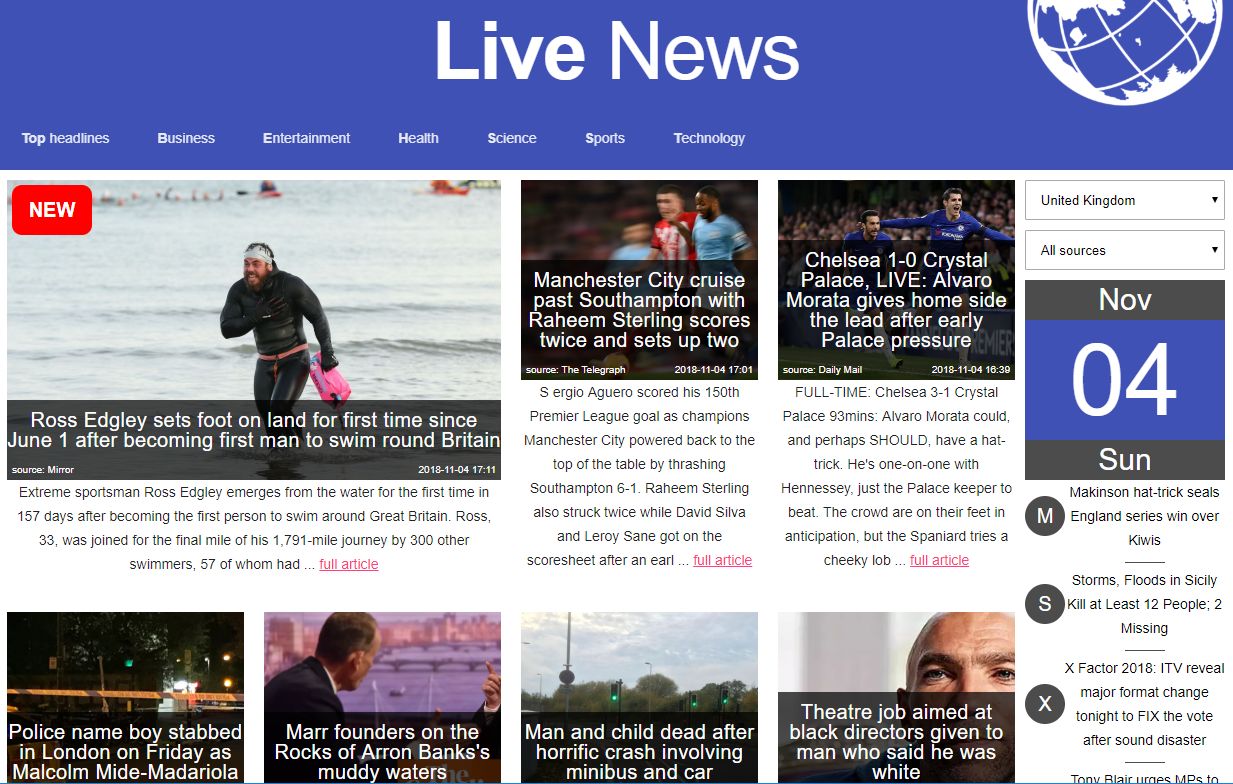 Live News
Top headlines
Business
Entertainment
Health
Science
Sports
Technology
NEW
Ross Edgley sets foot on land for first time since
June 1 after becoming first man to swim round Britain
source: Mirror
2018-11-04 17:11
Extreme sportsman Ross Edgley emerges from the water for the first time in
157 days after becoming the first person to swim around Great Britain. Ross,
33, was joined for the final mile of his 1,791-mile journey by 300 other
swimmers, 57 of whom had ... full article
Manchester City cruise
past Southampton with
Raheem Sterling scores
twice and sets up two
source: The Telegraph
2018-11-04 17:01
S ergio Aguero scored his 150th
Premier League goal as champions
Manchester City powered back to the
top of the table by thrashing
Southampton 6-1. Raheem Sterling
also struck twice while David Silva
and Leroy Sane got on the
scoresheet after an earl ... full article
Chelsea 1-0 Crystal
Palace, LIVE: Alvaro
Morata gives home side
the lead after early
Palace pressure
source: Daily Mail
2018-11-04 16:39
FULL-TIME: Chelsea 3-1 Crystal
Palace 93mins: Alvaro Morata could,
and perhaps SHOULD, have a hat-
trick. He's one-on-one with
Hennessey, just the Palace keeper to
beat. The crowd are on their feet in
anticipation, but the Spaniard tries a
cheeky lob ... full article
United Kingdom
All sources
Nov
04
Sun
M
Makinson hat-trick seals
England series win over
Kiwis
S
Storms, Floods in Sicily
Kill at Least 12 People; 2
Missing
X
X Factor 2018: ITV reveal
major format change
tonight to FIX the vote
after sound disaster
Tony Blair urges MPs to
Police name boy stabbed
in London on Friday as
Malcolm Mide-Madariola
Marr founders on the
Rocks of Arron Banks's
muddy waters
Man and child dead after
horrific crash involving
minibus and car
Theatre job aimed at
black directors given to
man who said he was
white